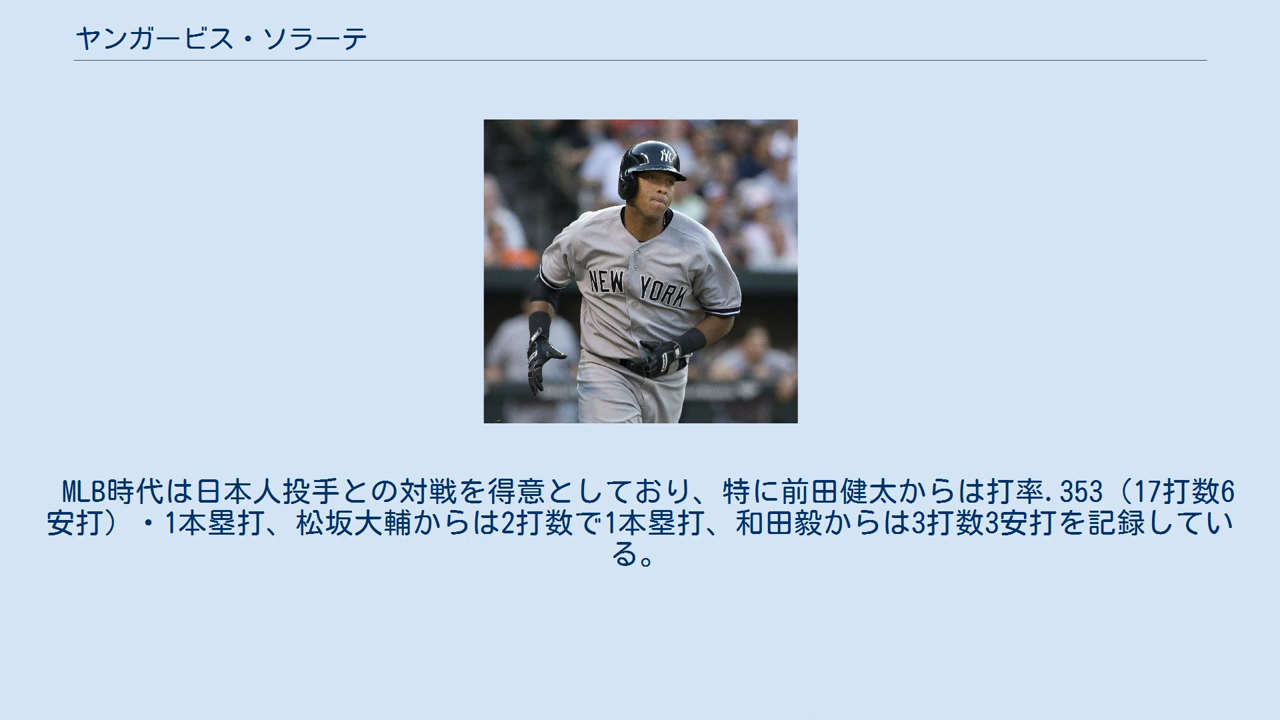 ヤンガービス・ソラーテ
NY
NEW YORK
MLB時代は日本人投手との対戦を得意としており、特に前田健太からは打率.353（17打数6
安打）・1本塁打、松坂大輔からは2打数で1本塁打、和田毅からは3打数3安打を記録してい
る。